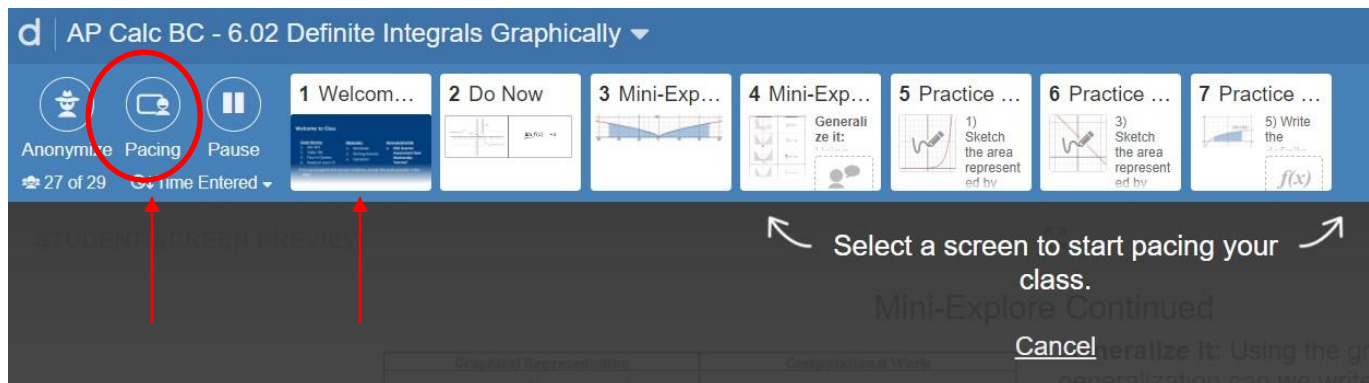 d AP Calc BC - 6.02 Definite Integrals Graphically
Anonymize Pacing Pause
27 of 29 Time Entered
1 Welcom...
Welcome to Class
2 Do Now
3 Mini-Exp...
4 Mini-Exp...
Generali
ze it:
5 Practice ...
1)
Sketch
the area
represent
ed by
6 Practice ...
3)
Sketch
the area
represent
ed by
7 Practice ...
5) Write
the
f(x)
STUDENT SCREEN PREVIEW
Select a screen to start pacing your
class.
Mini-Explore Continued
Cancel
Graphical Representation Computational Work
Generalize it: Using the gr
generalization can we write